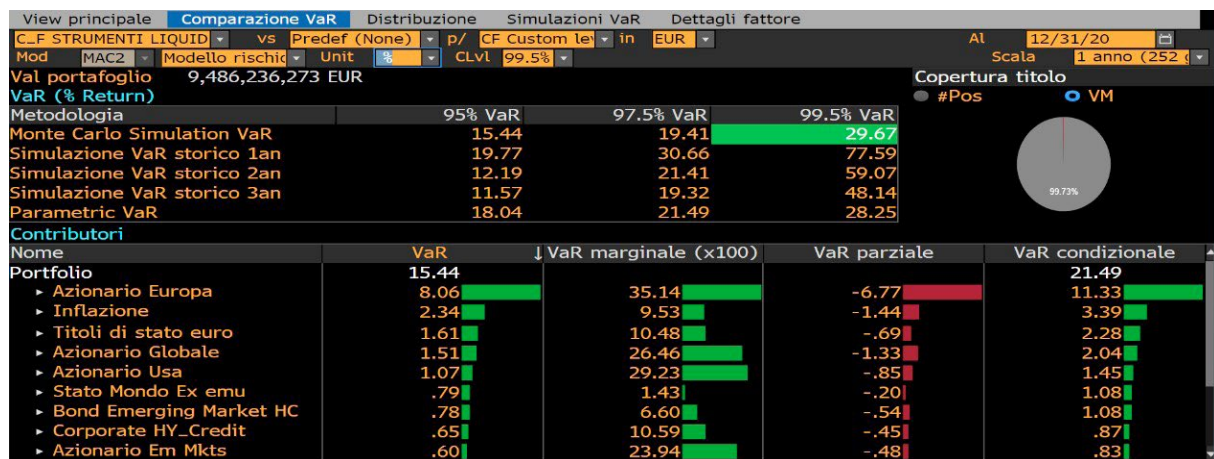 View principale Comparazione VaR Distribuzione Simulazioni VaR Dettagli fattore
C_F STRUMENTI LIQUID vs Predef (None) p/ CF Custom lev in EUR Al 12/31/20
Mod MAC2 Modello rischic Unit % CLvl 99.5% Scala 1 anno (252 g
Val portafoglio 9,486,236,273 EUR Copertura titolo
VaR (% Return) #Pos VM
Metodologia 95% VaR 97.5% VaR 99.5% VaR
Monte Carlo Simulation VaR 15.44 19.41 29.67
Simulazione VaR storico 1an 19.77 30.66 77.59
Simulazione VaR storico 2an 12.19 21.41 59.07
Simulazione VaR storico 3an 11.57 19.32 48.14
99.73%
Parametric VaR 18.04 21.49 28.25
Contributori
Nome VaR ↓ VaR marginale (x100) VaR parziale VaR condizionale
Portfolio 15.44 21.49
Azionario Europa 8.06 35.14 -6.77 11.33
Inflazione 2.34 9.53 -1.44 3.39
Titoli di stato euro 1.61 10.48 -.69 2.28
Azionario Globale 1.51 26.46 -1.33 2.04
Azionario Usa 1.07 29.23 -.85 1.45
Stato Mondo Ex emu .79 1.43 -.20 1.08
Bond Emerging Market HC .78 6.60 -.54 1.08
Corporate HY_Credit .65 10.59 -.45 .87
Azionario Em Mkts .60 23.94 -.48 .83